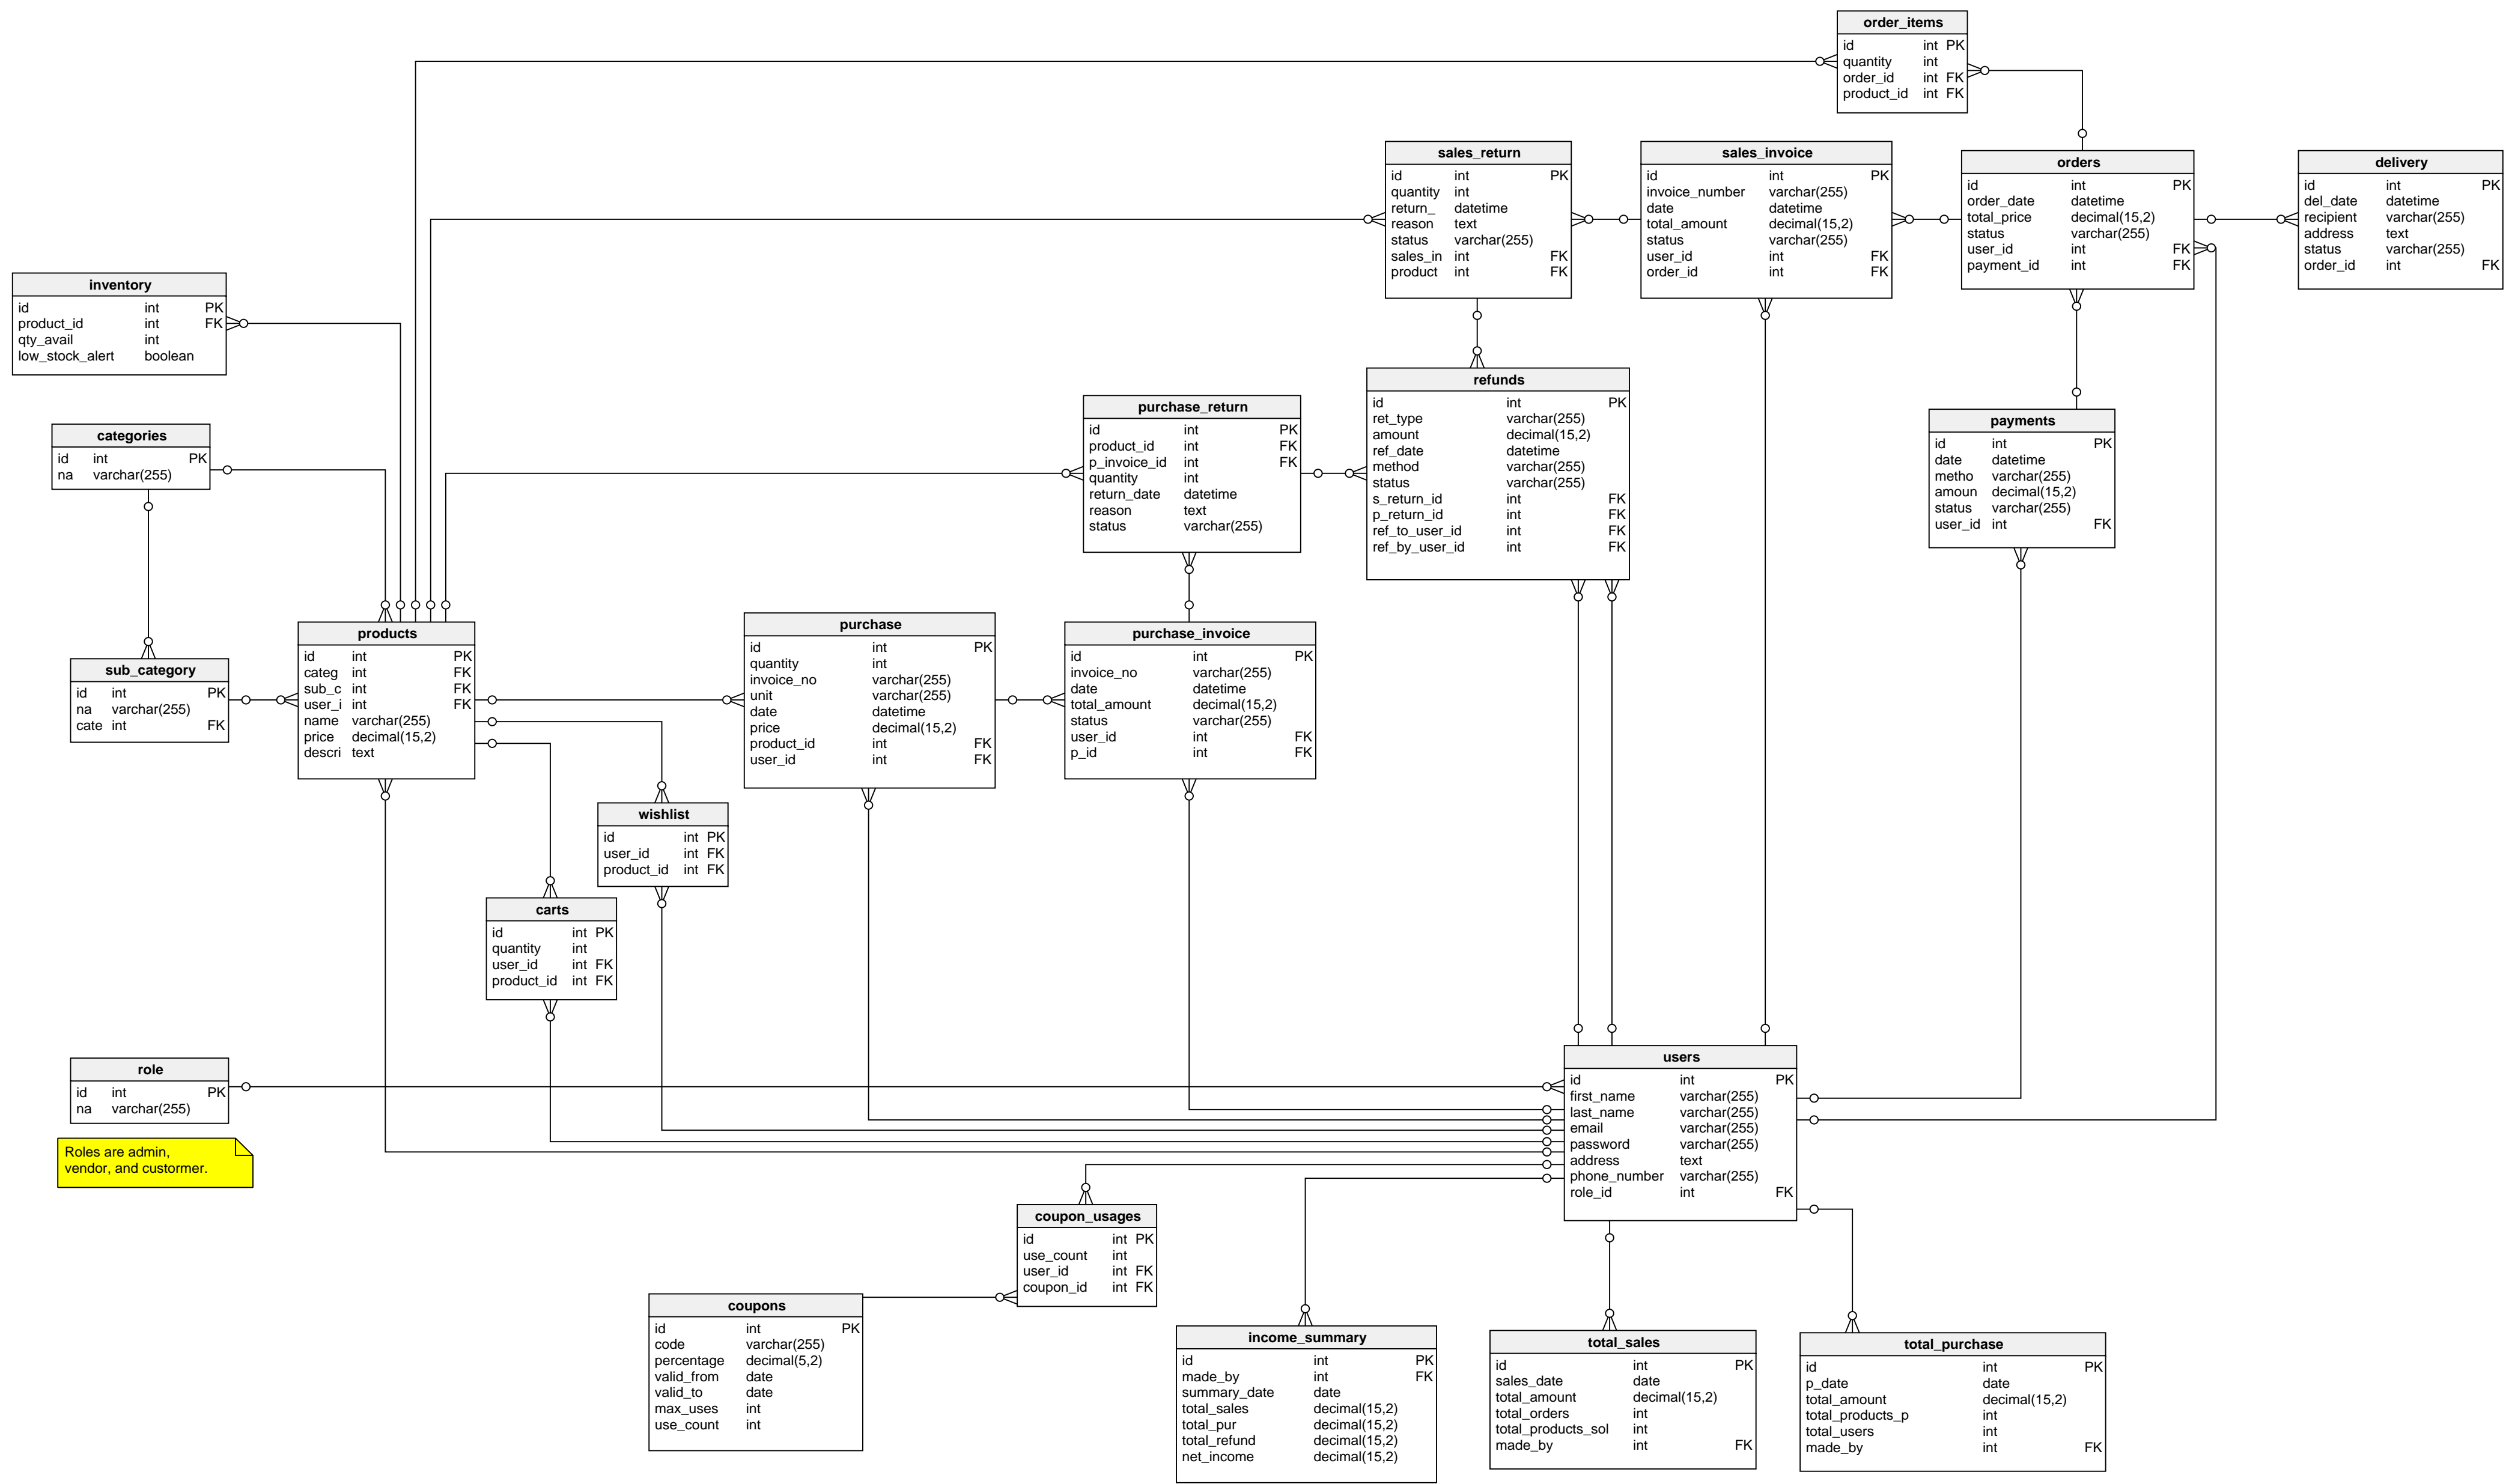 order_items
id int PK
quantity int
order_id int FK
product_id int FK
sales_return
id int PK
quantity int
return_ datetime
reason text
status varchar(255)
sales_in int FK
product int FK
sales_invoice
id int PK
invoice_number varchar(255)
date datetime
total_amount decimal(15,2)
status varchar(255)
user_id int FK
order_id int FK
orders
id int PK
order_date datetime
total_price decimal(15,2)
status varchar(255)
user_id int FK
payment_id int FK
delivery
id int PK
del_date datetime
recipient varchar(255)
address text
status varchar(255)
order_id int FK
inventory
id int PK
product_id int FK
qty_avail int
low_stock_alert boolean
categories
id int PK
na varchar(255)
purchase_return
id int PK
product_id int FK
p_invoice_id int FK
quantity int
return_date datetime
reason text
status varchar(255)
refunds
id int PK
ret_type varchar(255)
amount decimal(15,2)
ref_date datetime
method varchar(255)
status varchar(255)
s_return_id int FK
p_return_id int FK
ref_to_user_id int FK
ref_by_user_id int FK
payments
id int PK
date datetime
metho varchar(255)
amoun decimal(15,2)
status varchar(255)
user_id int FK
sub_category
id int PK
na varchar(255)
cate int FK
products
id int PK
categ int FK
sub_c int FK
user_i int FK
name varchar(255)
price decimal(15,2)
descri text
purchase
id int PK
quantity int
invoice_no varchar(255)
unit varchar(255)
date datetime
price decimal(15,2)
product_id int FK
user_id int FK
purchase_invoice
id int PK
invoice_no varchar(255)
date datetime
total_amount decimal(15,2)
status varchar(255)
user_id int FK
p_id int FK
wishlist
id int PK
user_id int FK
product_id int FK
carts
id int PK
quantity int
user_id int FK
product_id int FK
role
id int PK
na varchar(255)
Roles are admin,
vendor, and custormer.
users
id int PK
first_name varchar(255)
last_name varchar(255)
email varchar(255)
password varchar(255)
address text
phone_number varchar(255)
role_id int FK
coupon_usages
id int PK
use_count int
user_id int FK
coupon_id int FK
coupons
id int PK
code varchar(255)
percentage decimal(5,2)
valid_from date
valid_to date
max_uses int
use_count int
income_summary
id int PK
made_by int FK
summary_date date
total_sales decimal(15,2)
total_pur decimal(15,2)
total_refund decimal(15,2)
net_income decimal(15,2)
total_sales
id int PK
sales_date date
total_amount decimal(15,2)
total_orders int
total_products_sol int
made_by int FK
total_purchase
id int PK
p_date date
total_amount decimal(15,2)
total_products_p int
total_users int
made_by int FK